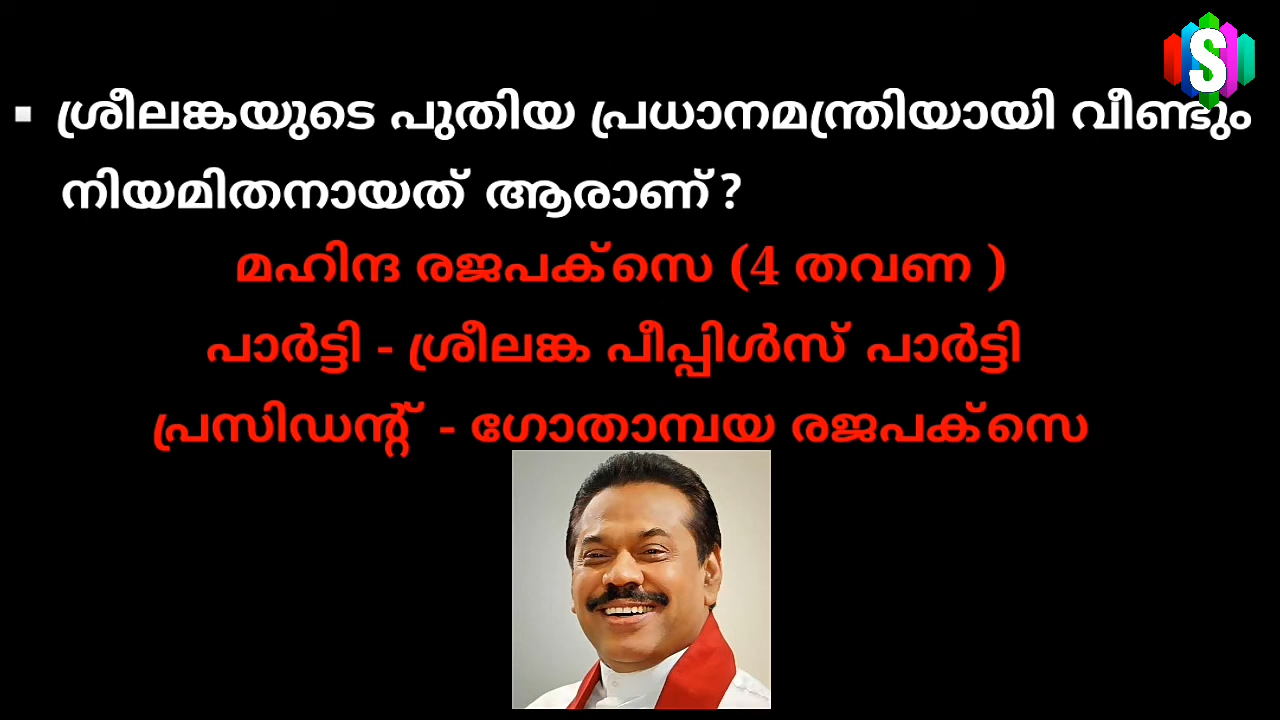 S
▪ ശ്രീലങ്കയുടെ പുതിയ പ്രധാനമന്ത്രിയായി വീണ്ടും
നിയമിതനായത് ആരാണ്?
മഹിന്ദ രജപക്സെ (4 തവണ )
പാർട്ടി - ശ്രീലങ്ക പീപ്പിൾസ് പാർട്ടി
പ്രസിഡന്റ് - ഗോതാമ്പയ രജപക്സെ